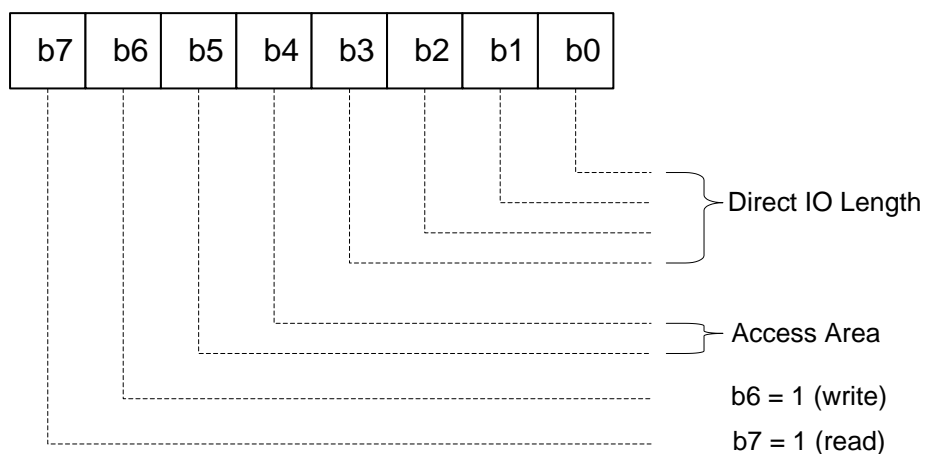 b7 b6 b5 b4 b3 b2 b1 b0
Direct IO Length
Access Area
b6 = 1 (write)
b7 = 1 (read)